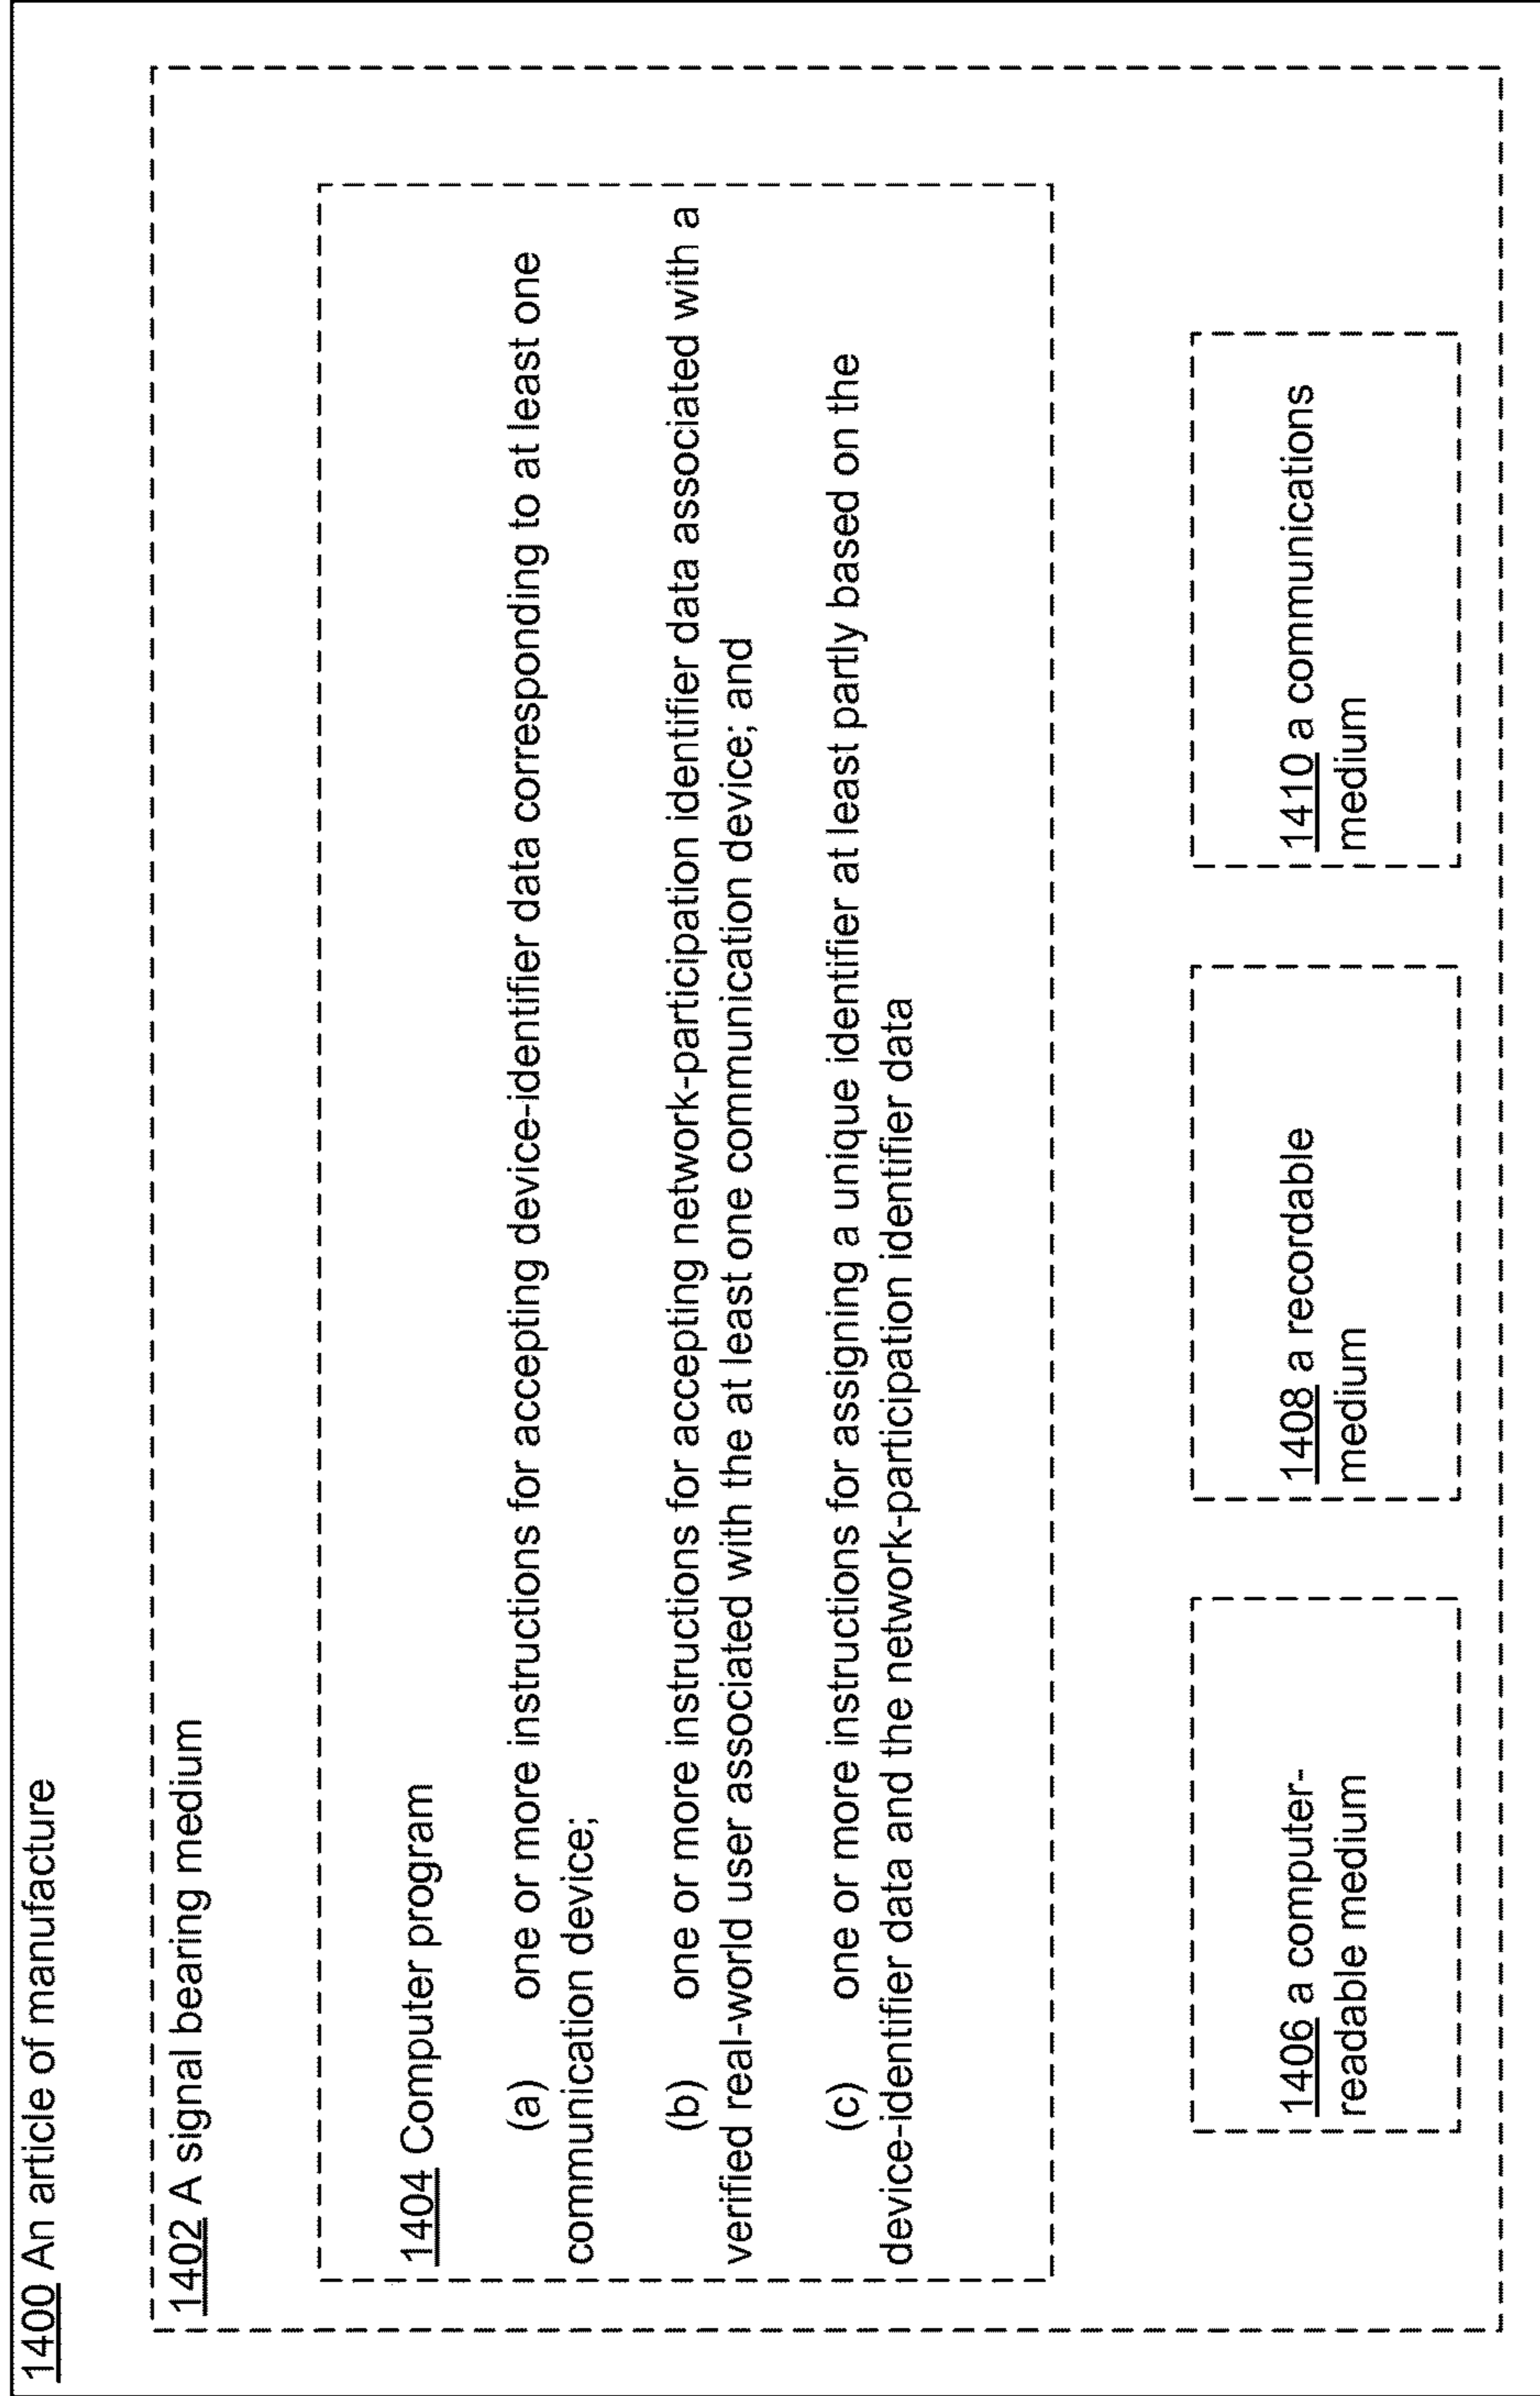 1400 An article of manufacture
1402 A signal bearing medium
1404 Computer program
(a) one or more instructions for accepting device-identifier data corresponding to at least one
communication device;
(b) one or more instructions for accepting network-participation identifier data associated with a
verified real-world user associated with the at least one communication device; and
(c) one or more instructions for assigning a unique identifier at least partly based on the
device-identifier data and the network-participation identifier data
1406 a computer-
readable medium
1408 a recordable
medium
1410 a communications
medium